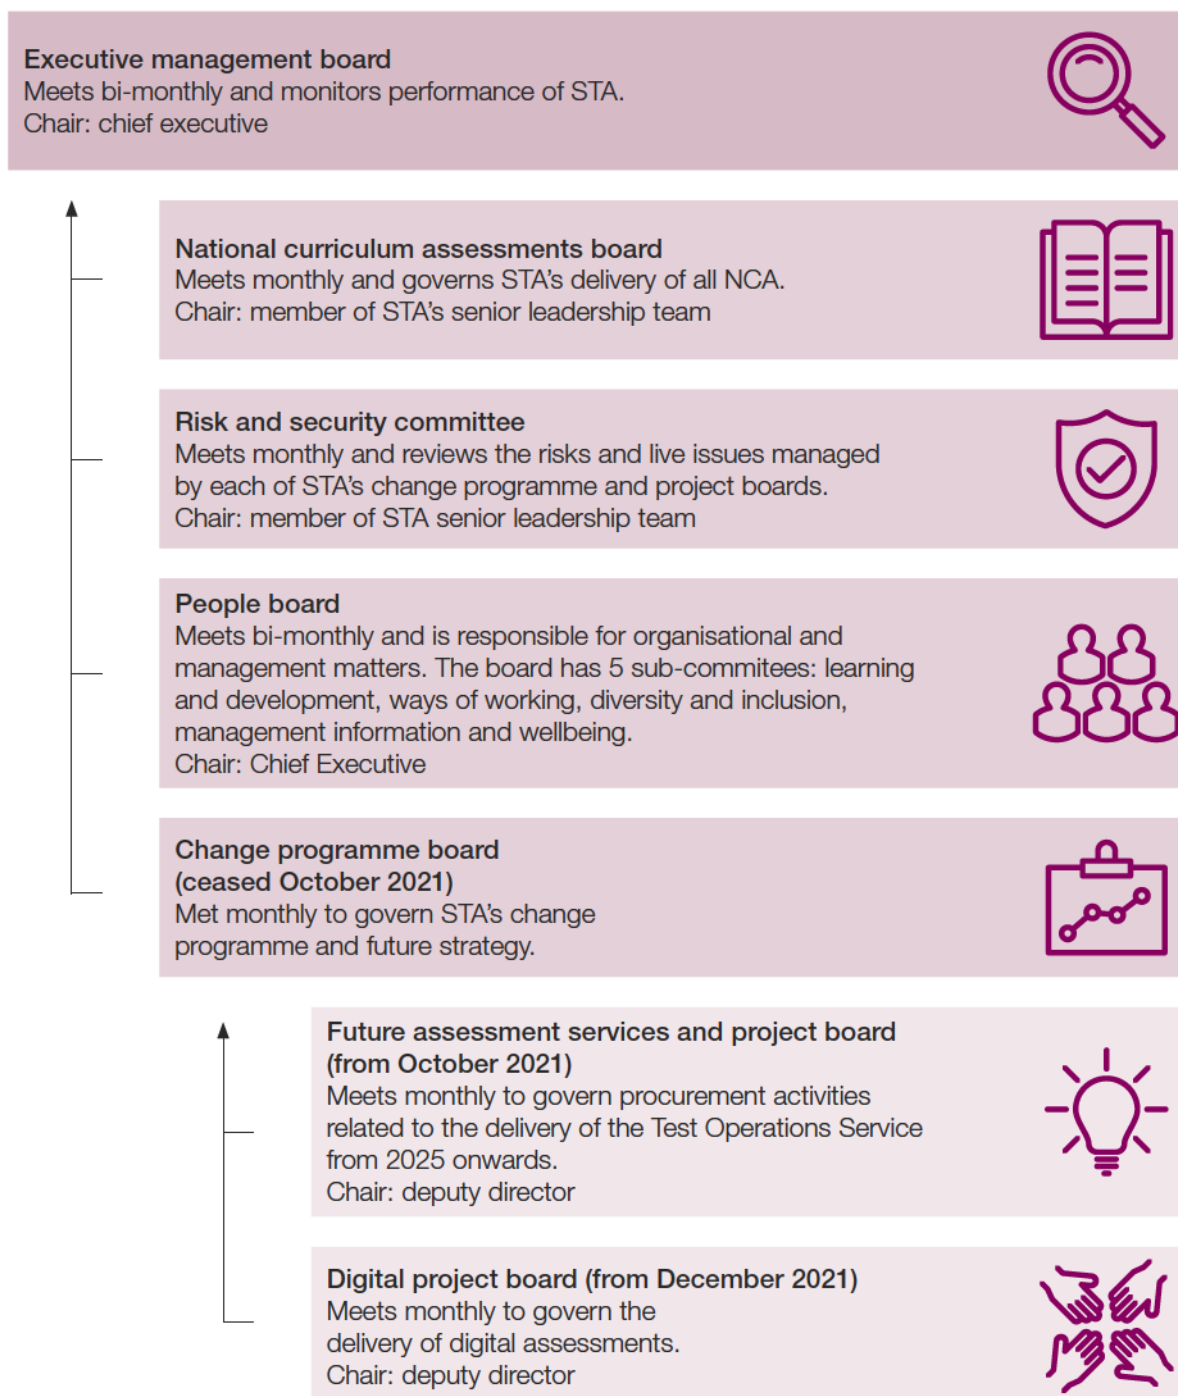 Executive management board
Meets bi-monthly and monitors performance of STA.
Chair: chief executive
National curriculum assessments board
Meets monthly and governs STA's delivery of all NCA.
Chair: member of STA's senior leadership team
Risk and security committee
Meets monthly and reviews the risks and live issues managed
by each of STA's change programme and project boards.
Chair: member of STA senior leadership team
People board
Meets bi-monthly and is responsible for organisational and
management matters. The board has 5 sub-commitees: learning
and development, ways of working, diversity and inclusion,
management information and wellbeing.
Chair: Chief Executive
Change programme board
(ceased October 2021)
Met monthly to govern STA's change
programme and future strategy.
Future assessment services and project board
(from October 2021)
Meets monthly to govern procurement activities
related to the delivery of the Test Operations Service
from 2025 onwards.
Chair: deputy director
Digital project board (from December 2021)
Meets monthly to govern the
delivery of digital assessments.
Chair: deputy director